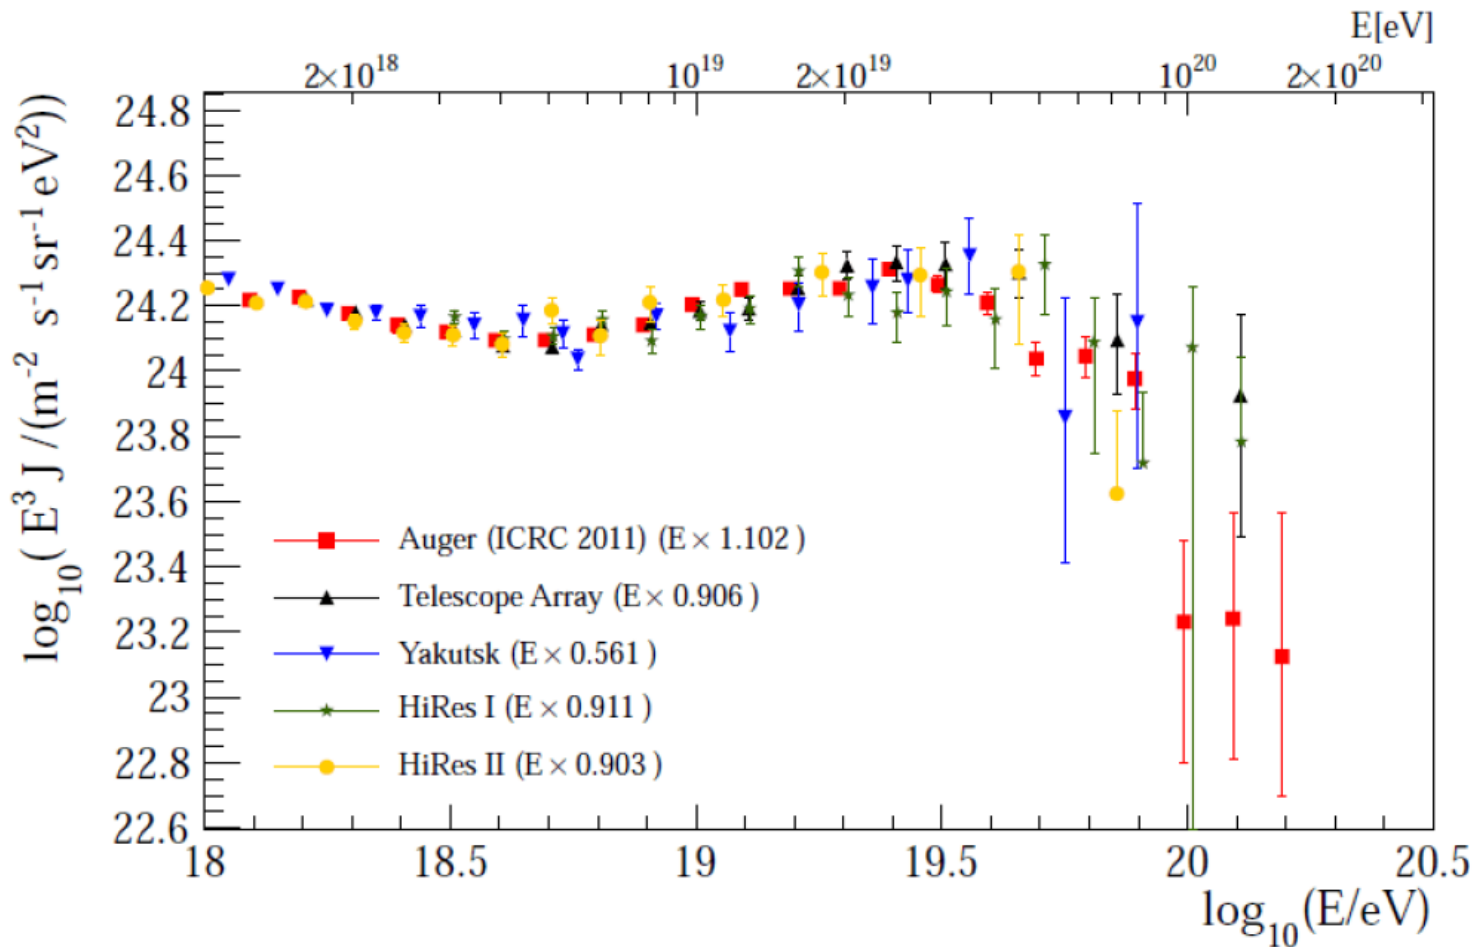 E[eV]
2×10^18 10^19 2×10^19 10^20 2×10^20
log10( E^3 J /(m^-2 s^-1 sr^-1 eV^2))
24.8
24.6
24.4
24.2
24
23.8
23.6
23.4
23.2
23
22.8
22.6
Auger (ICRC 2011) (E × 1.102 )
Telescope Array (E × 0.906 )
Yakutsk (E × 0.561 )
HiRes I (E × 0.911 )
HiRes II (E × 0.903 )
18 18.5 19 19.5 20 20.5
log10(E/eV)